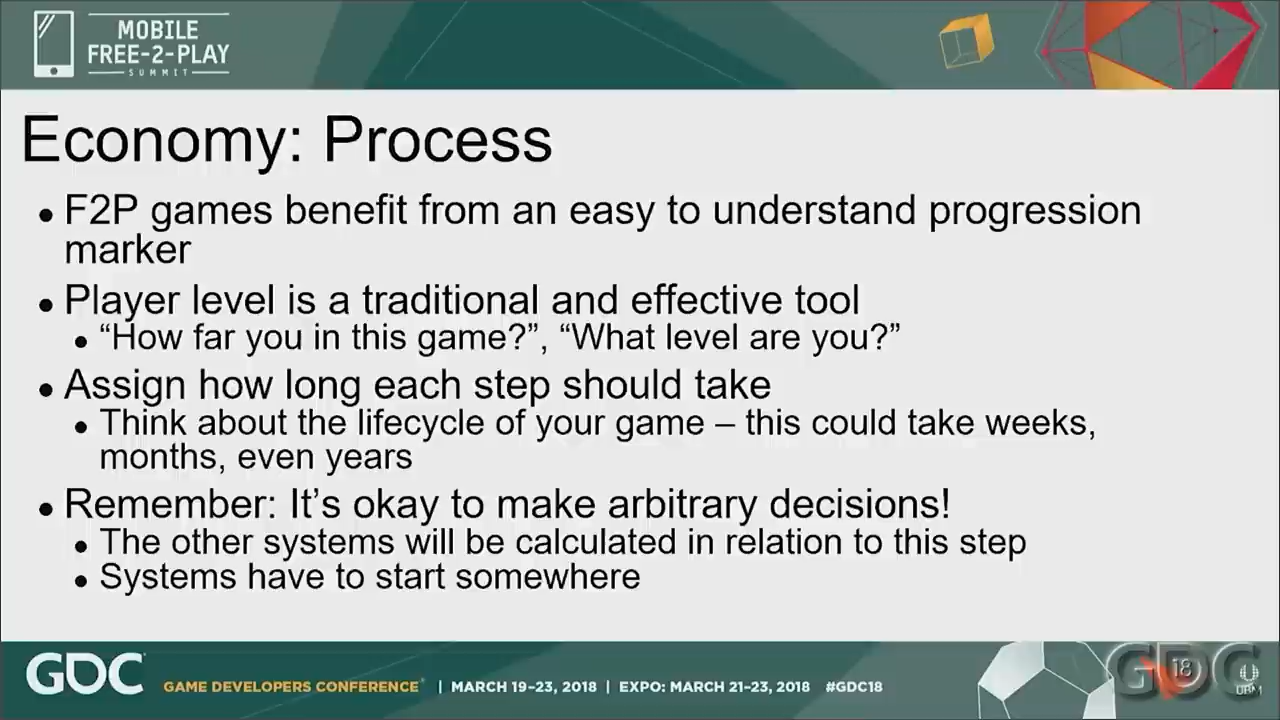 MOBILE
FREE-2-PLAY
SUMMIT
Economy: Process
• F2P games benefit from an easy to understand progression
marker
• Player level is a traditional and effective tool
• “How far you in this game?”, “What level are you?”
• Assign how long each step should take
• Think about the lifecycle of your game – this could take weeks,
months, even years
• Remember: It’s okay to make arbitrary decisions!
• The other systems will be calculated in relation to this step
• Systems have to start somewhere
GDC GAME DEVELOPERS CONFERENCE® | MARCH 19–23, 2018 | EXPO: MARCH 21–23, 2018 #GDC18
GDC 18 UBM